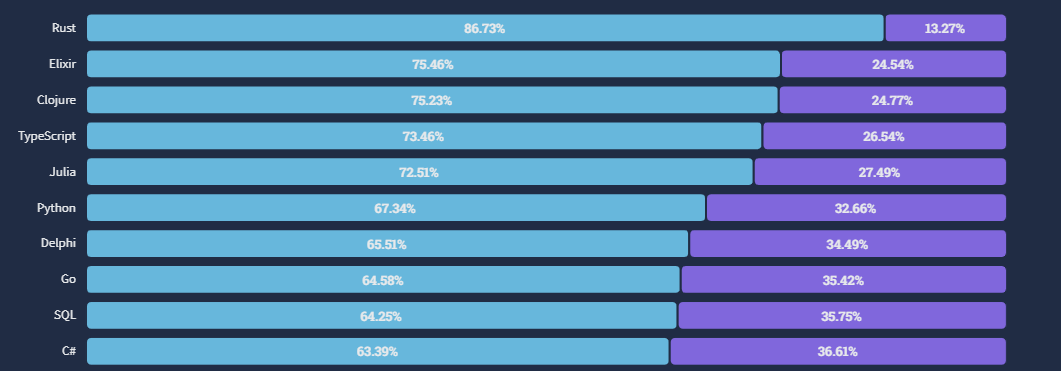 Rust 86.73% 13.27%
Elixir 75.46% 24.54%
Clojure 75.23% 24.77%
TypeScript 73.46% 26.54%
Julia 72.51% 27.49%
Python 67.34% 32.66%
Delphi 65.51% 34.49%
Go 64.58% 35.42%
SQL 64.25% 35.75%
C# 63.39% 36.61%